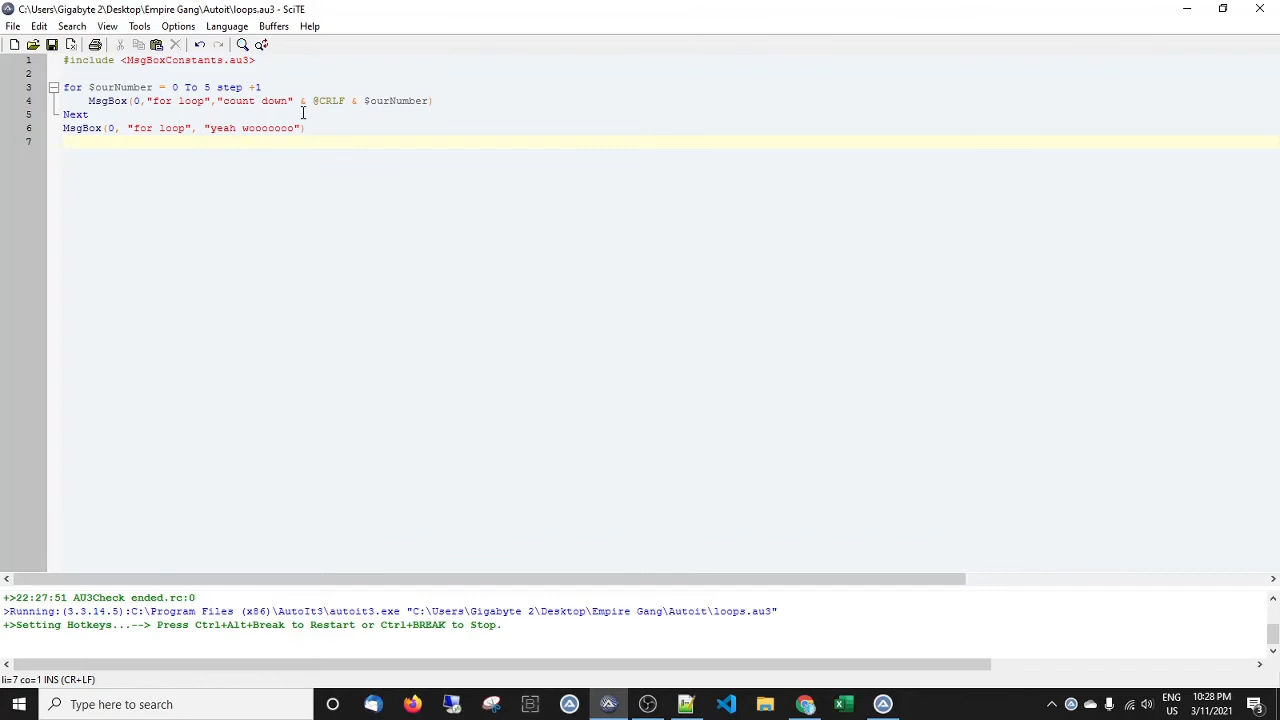 C:\Users\Gigabyte 2\Desktop\Empire Gang\Autoit\loops.au3 - SciTE
File Edit Search View Tools Options Language Buffers Help
1 #include <MsgBoxConstants.au3>
2
3 for $ourNumber = 0 To 5 step +1
4 MsgBox(0,"for loop","count down" & @CRLF & $ourNumber)
5 Next
6 MsgBox(0, "for loop", "yeah wooooooo")
7
+>22:27:51 AU3Check ended.rc:0
>Running:(3.3.14.5):C:\Program Files (x86)\AutoIt3\autoit3.exe "C:\Users\Gigabyte 2\Desktop\Empire Gang\Autoit\loops.au3"
+>Setting Hotkeys...--> Press Ctrl+Alt+Break to Restart or Ctrl+BREAK to Stop.
li=7 co=1 INS (CR+LF)
Type here to search
ENG
US
10:28 PM
3/11/2021
3